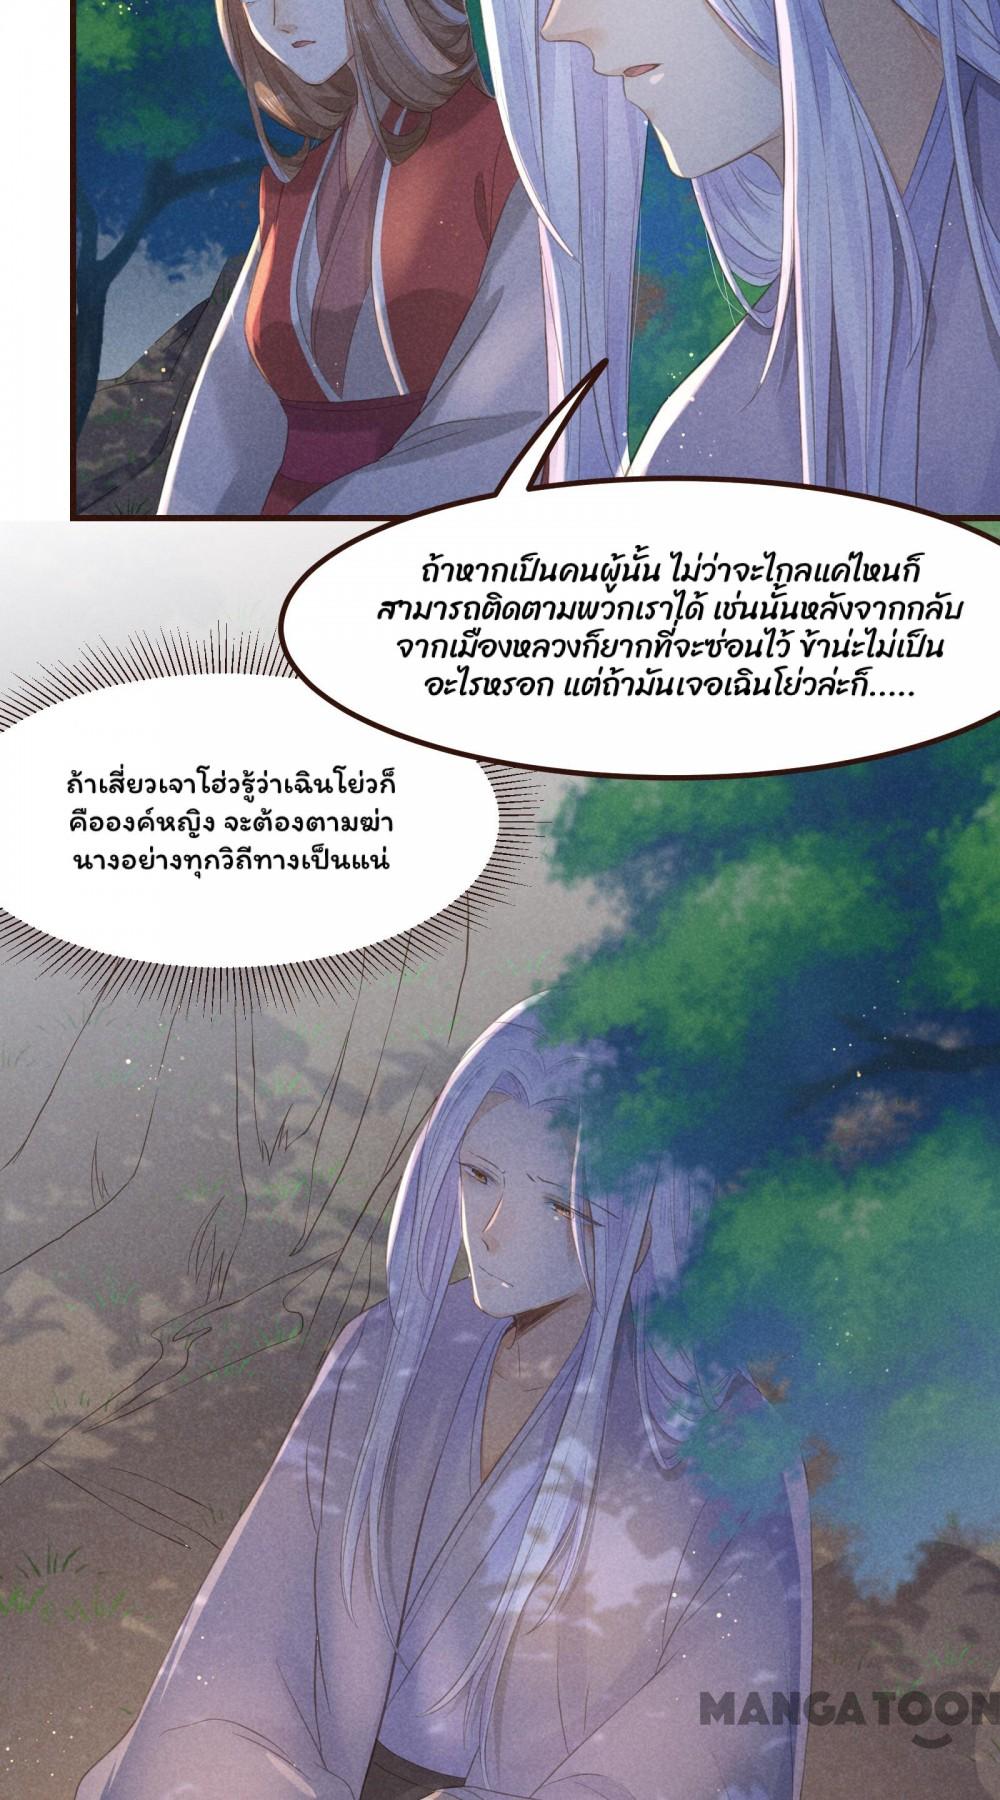 ถ้าหากเป็นคนผู้นั้น ไม่ว่าจะไกลแค่ไหนก็
สามารถติดตามพวกเราได้ เช่นนั้นหลังจากกลับ
จากเมืองหลวงก็ยากที่จะซ่อนไว้ ข้าน่ะไม่เป็น
อะไรหรอก แต่ถ้ามันเจอเฉินโย่วล่ะก็.....
ถ้าเสี่ยวเจาโฮ่วรู้ว่าเฉินโย่วก็
คือองค์หญิง จะต้องตามฆ่า
นางอย่างทุกวิถีทางเป็นแน่
MANGATOON